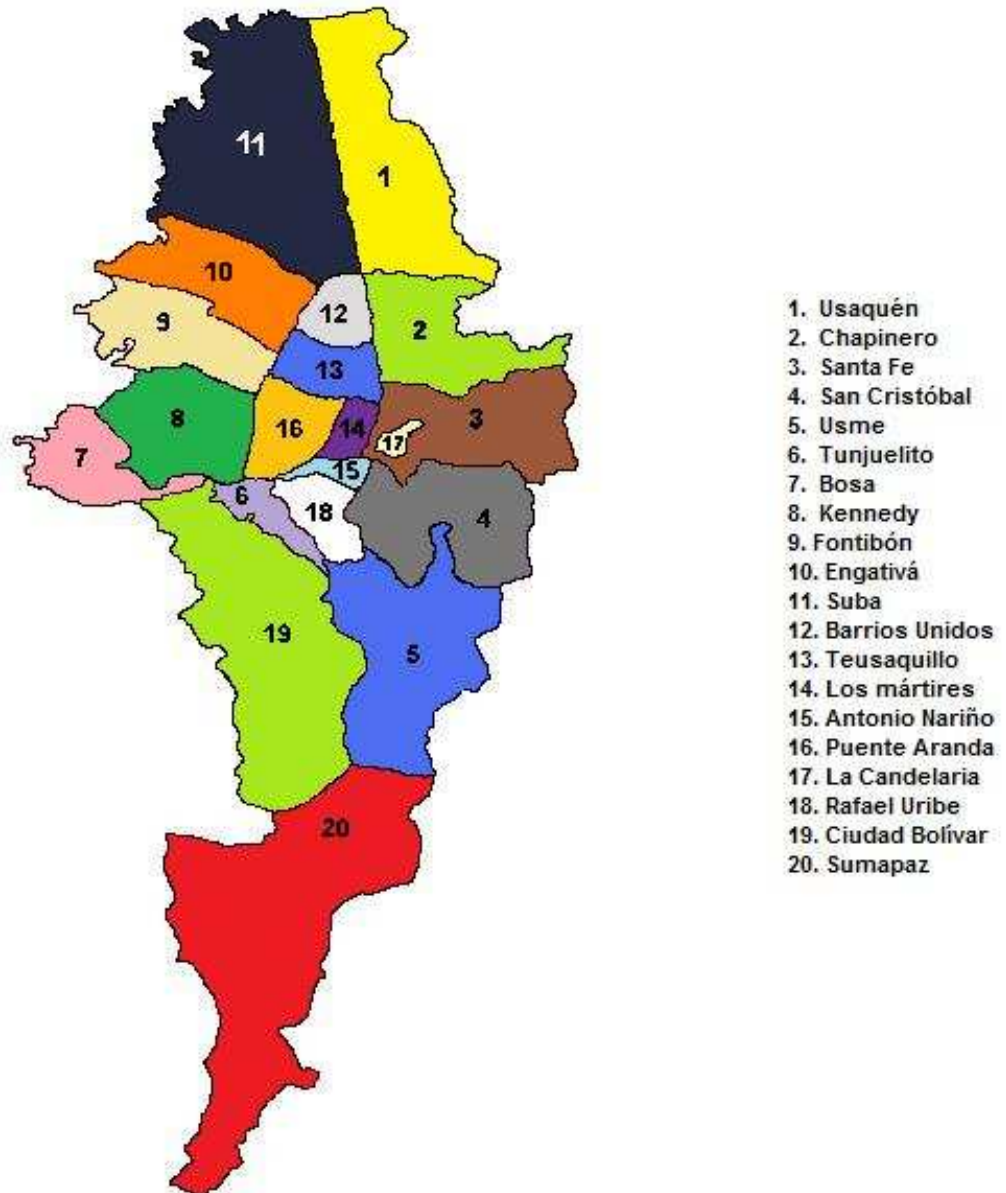 11
1
10
12
9
2
13
8
16
14
17
3
7
15
6
18
4
19
5
20
1. Usaquén
2. Chapinero
3. Santa Fe
4. San Cristóbal
5. Usme
6. Tunjuelito
7. Bosa
8. Kennedy
9. Fontibón
10. Engativá
11. Suba
12. Barrios Unidos
13. Teusaquillo
14. Los mártires
15. Antonio Nariño
16. Puente Aranda
17. La Candelaria
18. Rafael Uribe
19. Ciudad Bolívar
20. Sumapaz